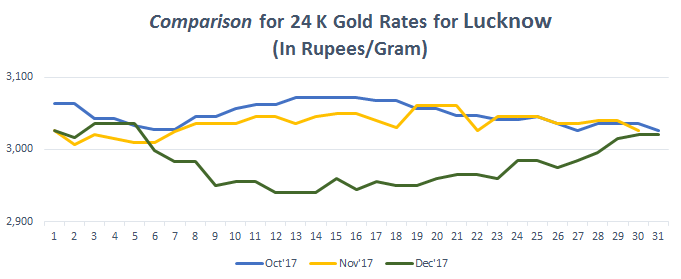 Comparison for 24 K Gold Rates for Lucknow
(In Rupees/Gram)
3,100
3,000
2,900
1 2 3 4 5 6 7 8 9 10 11 12 13 14 15 16 17 18 19 20 21 22 23 24 25 26 27 28 29 30 31
Oct'17 Nov'17 Dec'17